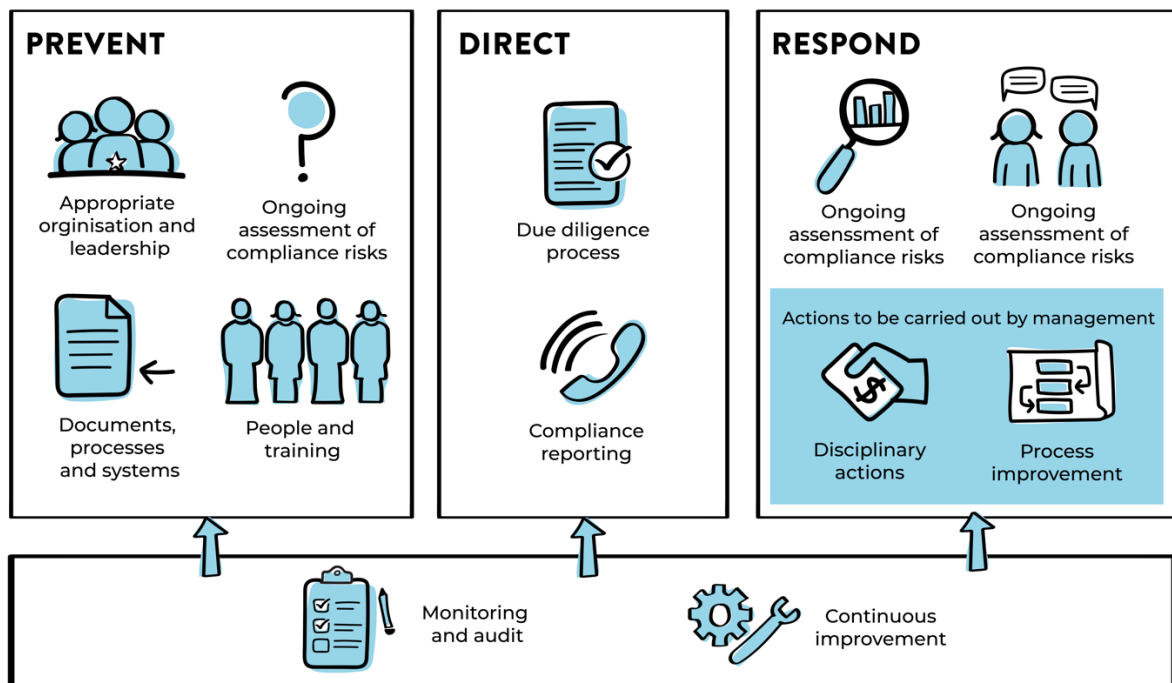 PREVENT
Appropriate
orginisation and
leadership
Ongoing
assessment of
compliance risks
Documents,
processes
and systems
People and
training
DIRECT
Due diligence
process
Compliance
reporting
RESPOND
Ongoing
assenssment of
compliance risks
Ongoing
assenssment of
compliance risks
Actions to be carried out by management
$
Disciplinary
actions
Process
improvement
Monitoring
and audit
Continuous
improvement